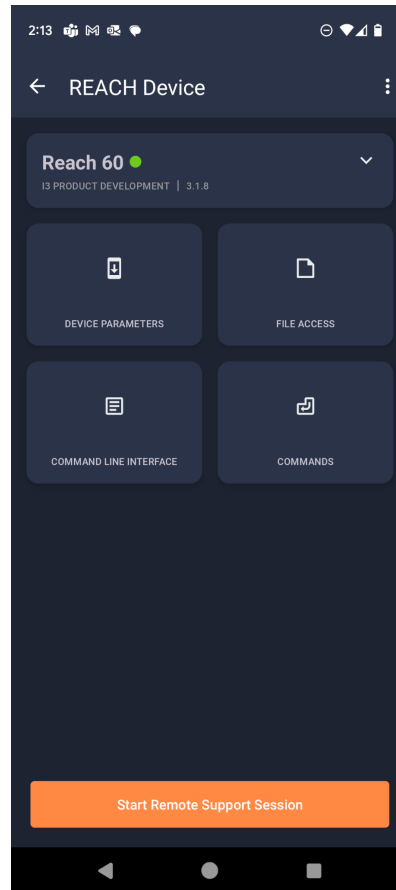 2:13
REACH Device
Reach 60
I3 PRODUCT DEVELOPMENT | 3.1.8
DEVICE PARAMETERS
FILE ACCESS
COMMAND LINE INTERFACE
COMMANDS
Start Remote Support Session